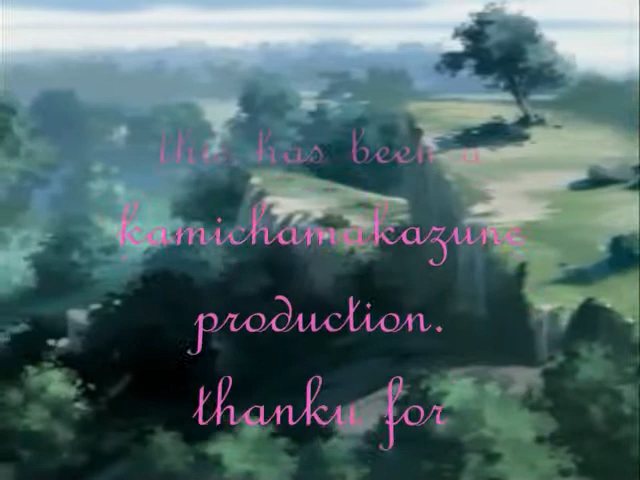 this has been a
kamichamakazune
production.
thanku for